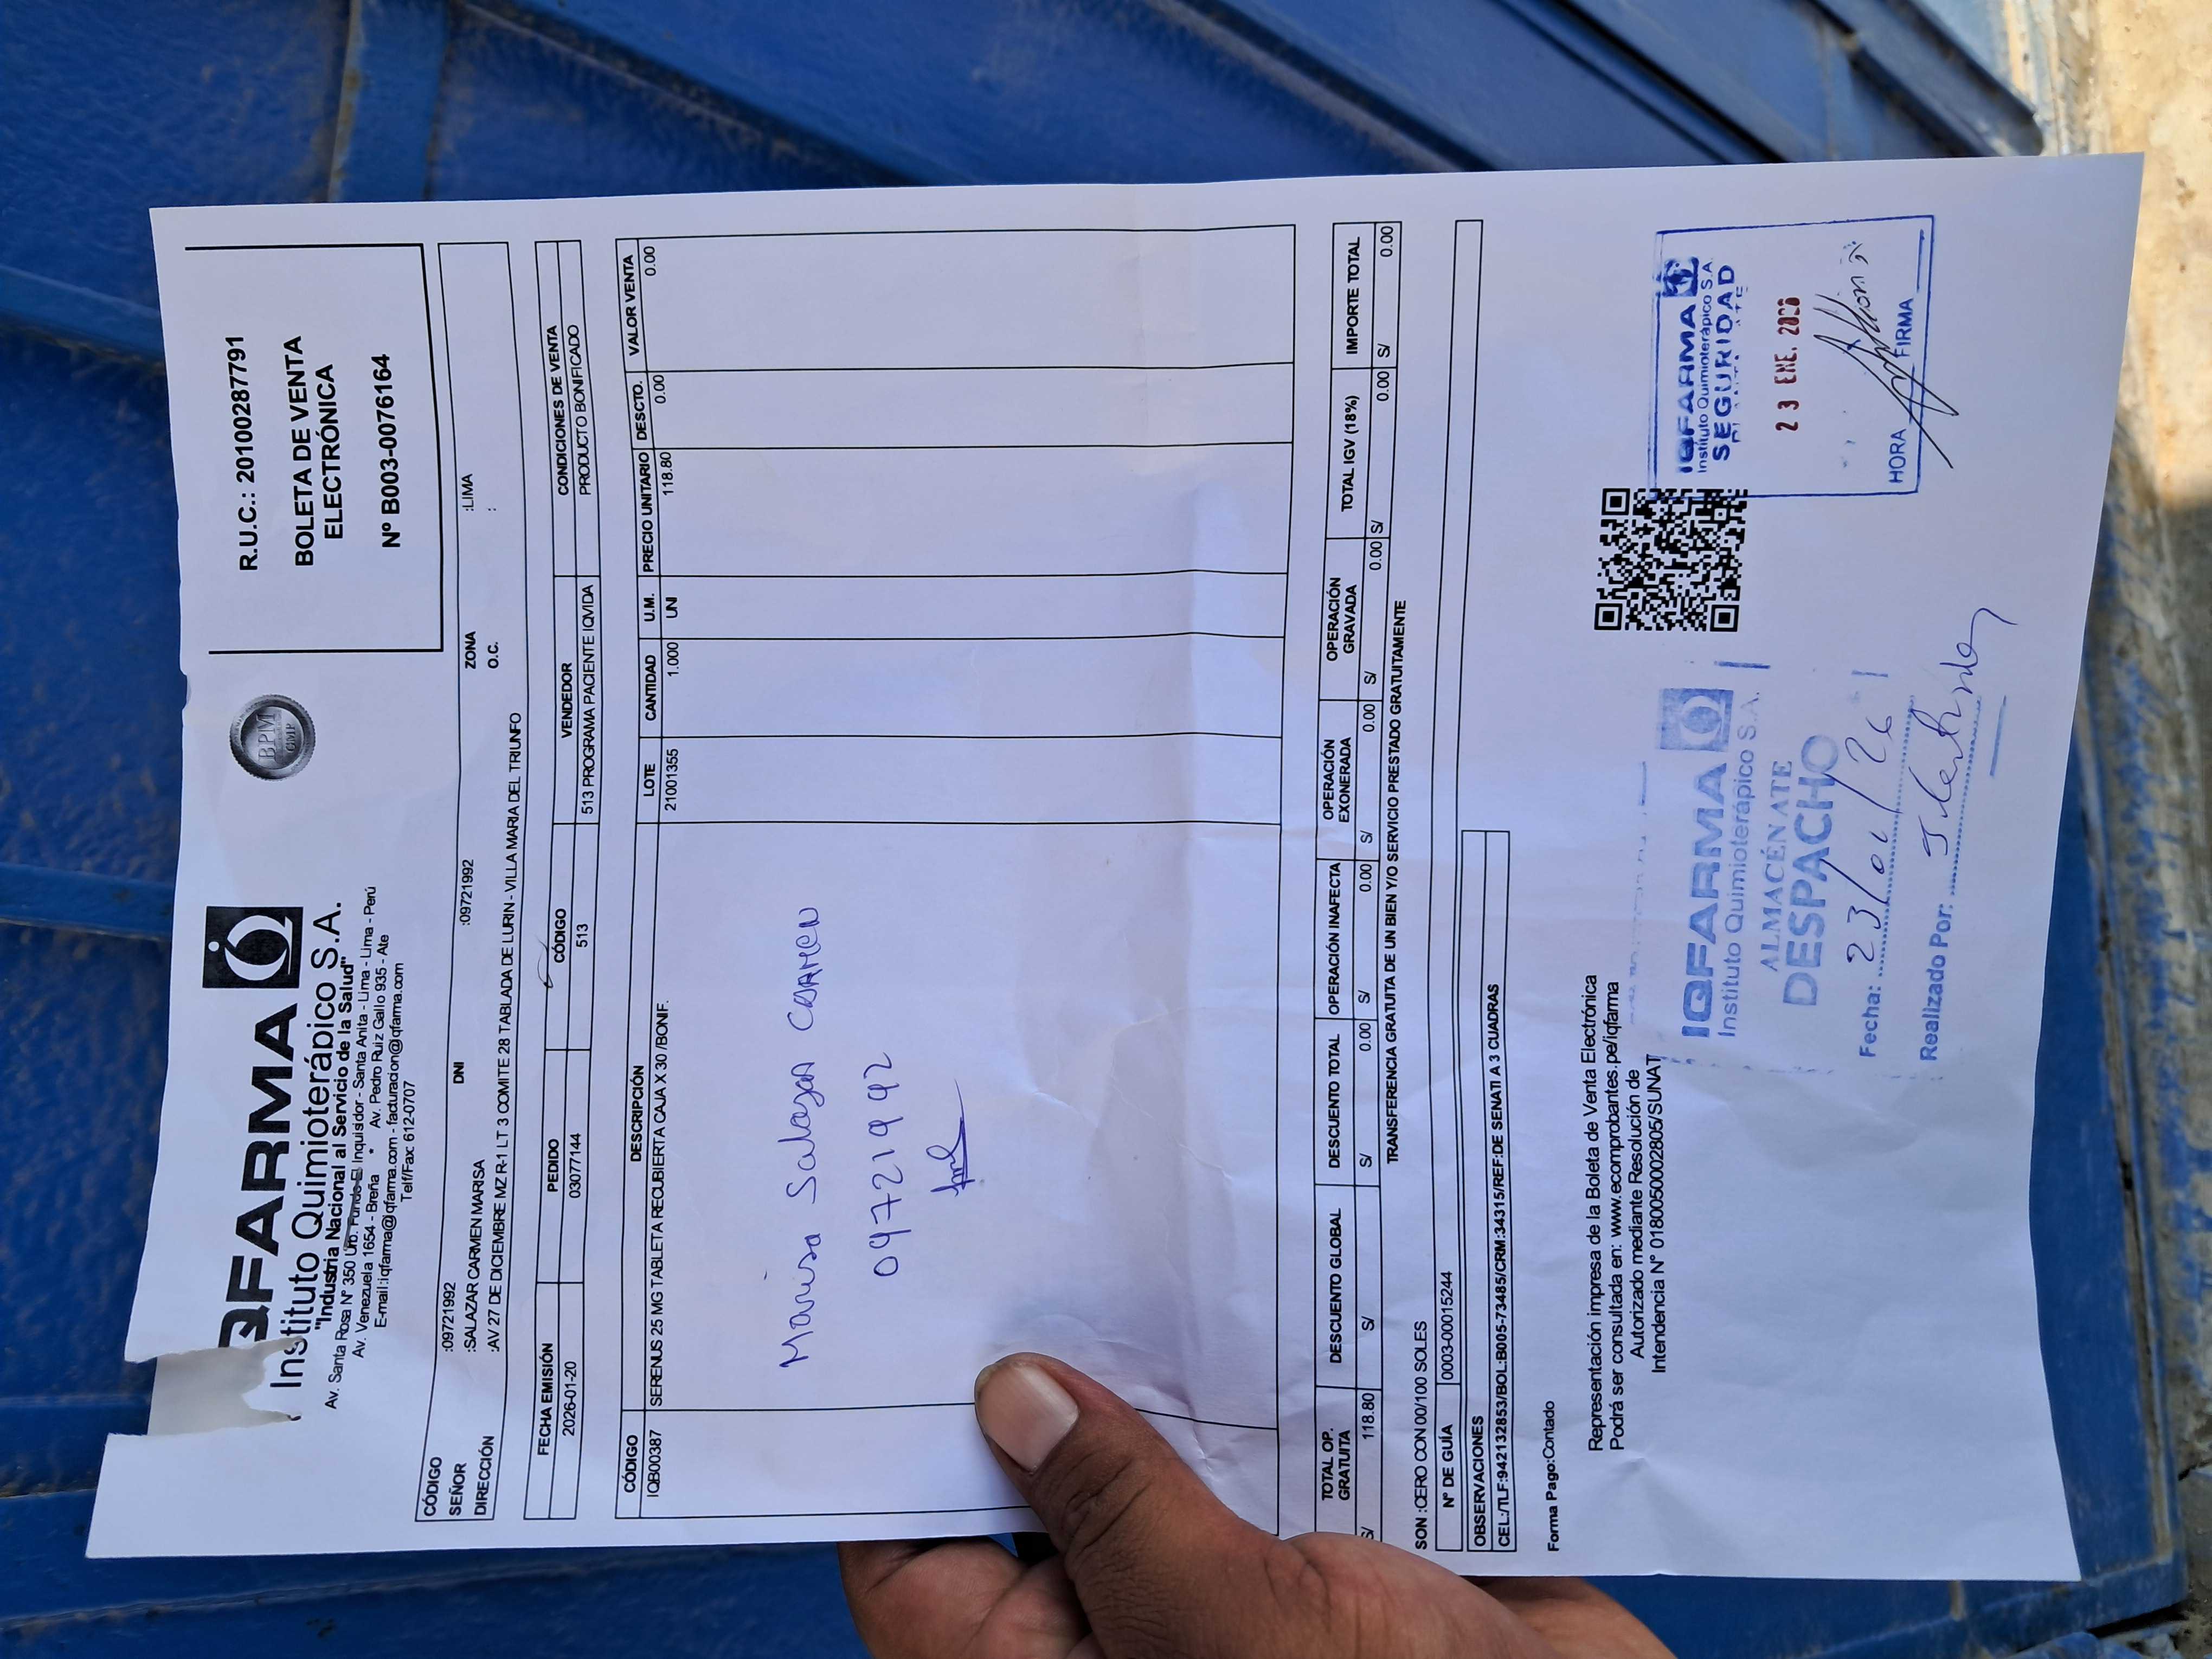 IQFARMA
Instituto Quimioterápico S.A.
"Industria Nacional al Servicio de la Salud"
Av. Santa Rosa N° 350 Urb. Fundo El Inquisidor - Santa Anita - Lima - Lima - Perú
Av. Venezuela 1654 - Breña * Av. Pedro Ruiz Gallo 935 - Ate
E-mail:iqfarma@iqfarma.com - facturacion@iqfarma.com
Telf/Fax: 612-0707
BPM
GMP
R.U.C.: 20100287791
BOLETA DE VENTA
ELECTRÓNICA
Nº B003-0076164
CÓDIGO :09721992 DNI :09721992 ZONA :LIMA
SEÑOR :SALAZAR CARMEN MARISA O.C. :
DIRECCIÓN :AV 27 DE DICIEMBRE MZ R-1 LT 3 COMITE 28 TABLADA DE LURIN - VILLA MARIA DEL TRIUNFO
FECHA EMISIÓN PEDIDO CÓDIGO VENDEDOR CONDICIONES DE VENTA
2026-01-20 03077144 513 513 PROGRAMA PACIENTE IQVIDA PRODUCTO BONIFICADO
CÓDIGO DESCRIPCIÓN LOTE CANTIDAD U.M. PRECIO UNITARIO DESCTO. VALOR VENTA
IQB00387 SERENUS 25 MG TABLETA RECUBIERTA CAJA X 30 /BONIF. 21001355 1.000 UNI 118.80 0.00 0.00
Marisa Salazar Carmen
09721992
TOTAL OP. GRATUITA DESCUENTO GLOBAL DESCUENTO TOTAL OPERACIÓN INAFECTA OPERACIÓN EXONERADA OPERACIÓN GRAVADA TOTAL IGV (18%) IMPORTE TOTAL
S/ 118.80 S/ S/ 0.00 S/ 0.00 S/ 0.00 S/ 0.00 S/ 0.00 S/ 0.00
TRANSFERENCIA GRATUITA DE UN BIEN Y/O SERVICIO PRESTADO GRATUITAMENTE
SON :CERO CON 00/100 SOLES
Nº DE GUÍA 0003-00015244
OBSERVACIONES
CEL:/TLF:942132853/BOL:B005-73485/CRM:34315/REF:DE SENATI A 3 CUADRAS
Forma Pago:Contado
Representación impresa de la Boleta de Venta Electrónica
Podrá ser consultada en: www.ecomprobantes.pe/iqfarma
Autorizado mediante Resolución de
Intendencia N° 0180050002805/SUNAT
IQFARMA
Instituto Quimioterápico S.A.
ALMACÉN ATE
DESPACHO
Fecha: 23/01/26
Realizado Por:
IQFARMA
Instituto Quimioterápico S.A.
SEGURIDAD
23 ENE. 2026
HORA FIRMA